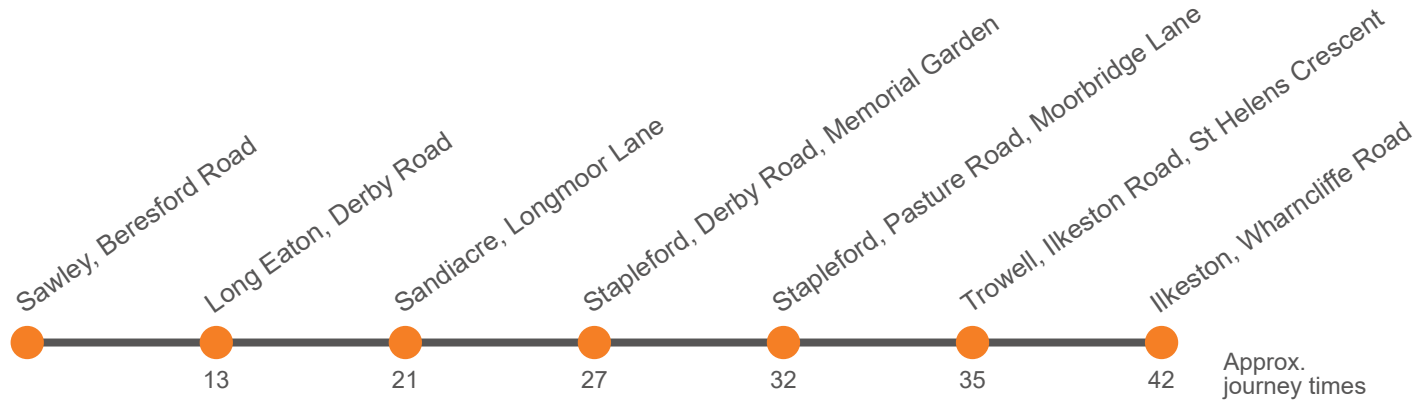 Sawley, Beresford Road
Long Eaton, Derby Road
Sandiacre, Longmoor Lane
Stapleford, Derby Road, Memorial Garden
Stapleford, Pasture Road, Moorbridge Lane
Trowell, Ilkeston Road, St Helens Crescent
Ilkeston, Wharncliffe Road
13
21
27
32
35
42
Approx.
journey times